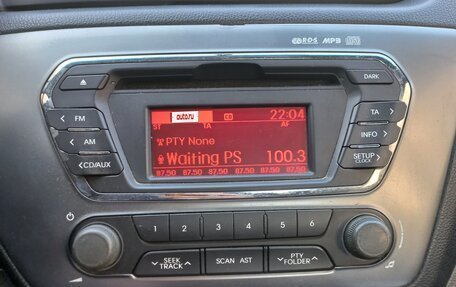 RDS MP3
DARK
auto.ru 22:04
ST TA AF
PTY None
Waiting PS 100.3
87.50 87.50 87.50 87.50 87.50 87.50
FM
AM
CD/AUX
TA
INFO
SETUP
CLOCK
1 2 3 4 5 6
SEEK
TRACK
SCAN AST
PTY
FOLDER